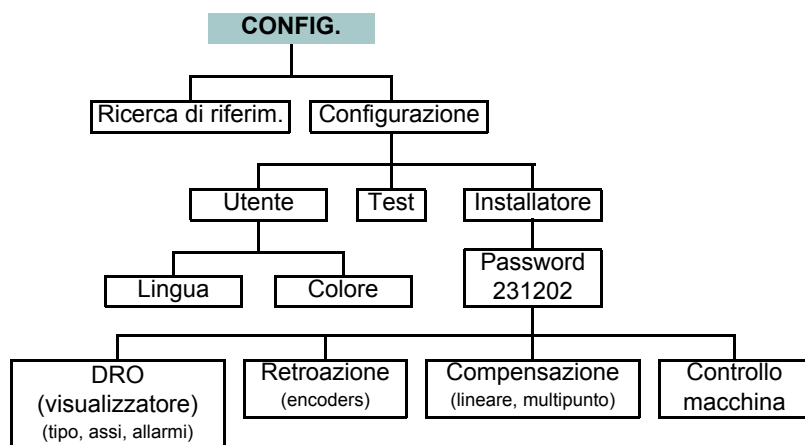 CONFIG.
Ricerca di riferim.
Configurazione
Utente
Test
Installatore
Lingua
Colore
Password
231202
DRO
(visualizzatore)
(tipo, assi, allarmi)
Retroazione
(encoders)
Compensazione
(lineare, multipunto)
Controllo
macchina